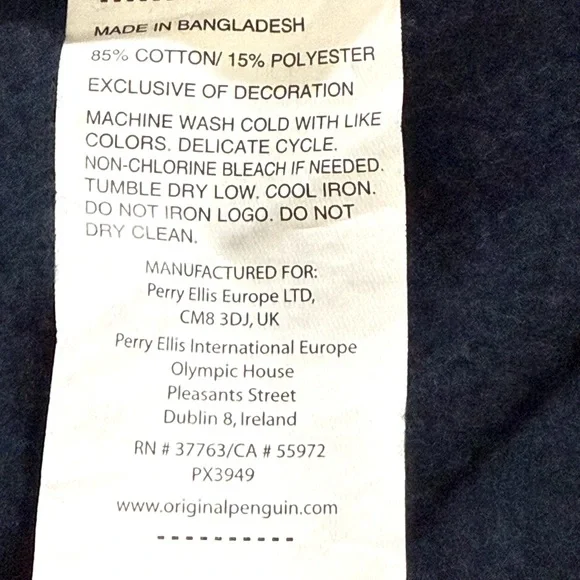 MADE IN BANGLADESH
85% COTTON/ 15% POLYESTER
EXCLUSIVE OF DECORATION
MACHINE WASH COLD WITH LIKE
COLORS. DELICATE CYCLE.
NON-CHLORINE BLEACH IF NEEDED.
TUMBLE DRY LOW. COOL IRON.
DO NOT IRON LOGO. DO NOT
DRY CLEAN.
MANUFACTURED FOR:
Perry Ellis Europe LTD,
CM8 3DJ, UK
Perry Ellis International Europe
Olympic House
Pleasants Street
Dublin 8, Ireland
RN # 37763/CA # 55972
PX3949
www.originalpenguin.com